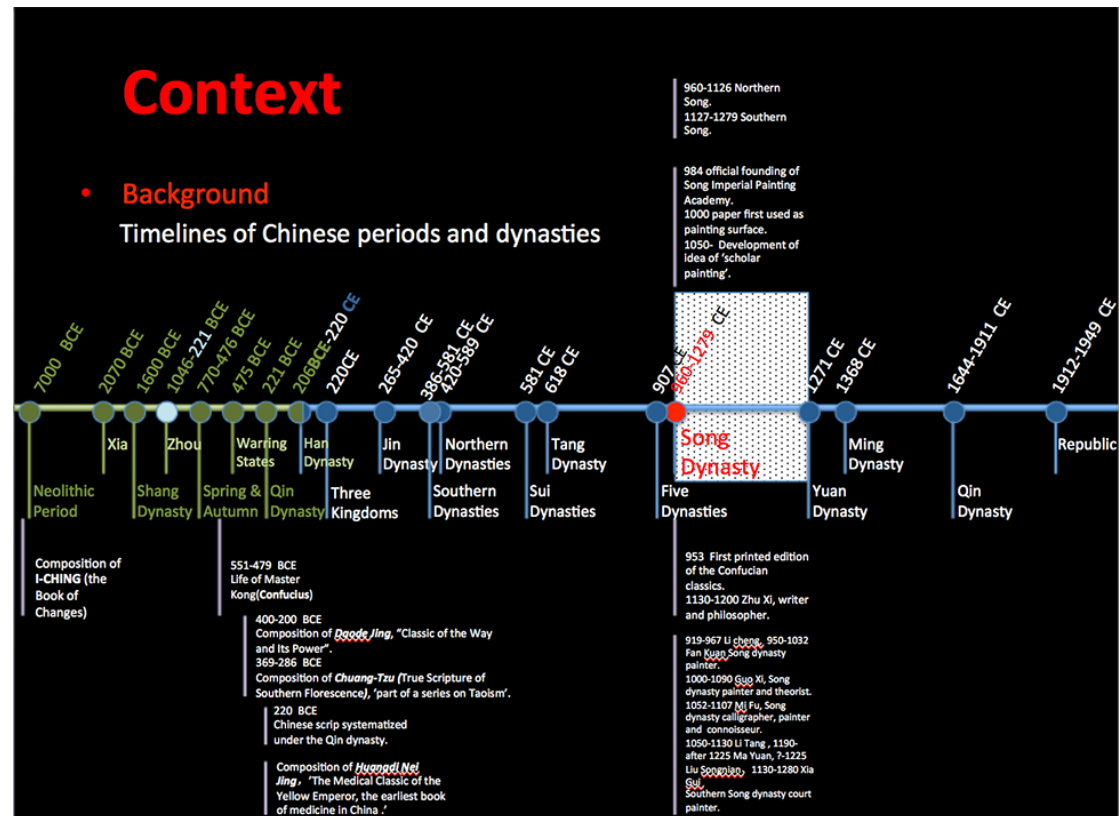 Context
• Background
Timelines of Chinese periods and dynasties
960-1126 Northern
Song.
1127-1279 Southern
Song.
984 official founding of
Song Imperial Painting
Academy.
1000 paper first used as
painting surface.
1050- Development of
idea of ‘scholar
painting’.
7000 BCE
2070 BCE
1600 BCE
1046-221 BCE
770-476 BCE
475 BCE
221 BCE
206BCE-220 CE
220CE
265-420 CE
386-581 CE
420-589 CE
581 CE
618 CE
907 CE
960-1279 CE
1271 CE
1368 CE
1644-1911 CE
1912-1949 CE
Neolithic
Period
Xia
Shang
Dynasty
Zhou
Spring &
Autumn
Warring
States
Qin
Dynasty
Han
Dynasty
Three
Kingdoms
Jin
Dynasty
Southern
Dynasties
Northern
Dynasties
Sui
Dynasties
Tang
Dynasty
Five
Dynasties
Song
Dynasty
Yuan
Dynasty
Ming
Dynasty
Qin
Dynasty
Republic
Composition of
I-CHING (the
Book of
Changes)
551-479 BCE
Life of Master
Kong(Confucius)
400-200 BCE
Composition of Daode Jing, “Classic of the Way
and Its Power”.
369-286 BCE
Composition of Chuang-Tzu (True Scripture of
Southern Florescence), ‘part of a series on Taoism’.
220 BCE
Chinese scrip systematized
under the Qin dynasty.
Composition of Huangdi Nei
Jing，‘The Medical Classic of the
Yellow Emperor, the earliest book
of medicine in China .’
953 First printed edition
of the Confucian
classics.
1130-1200 Zhu Xi, writer
and philosopher.
919-967 Li cheng, 950-1032
Fan Kuan Song dynasty
painter.
1000-1090 Guo Xi, Song
dynasty painter and theorist.
1052-1107 Mi Fu, Song
dynasty calligrapher, painter
and connoisseur.
1050-1130 Li Tang , 1190-
after 1225 Ma Yuan, ?-1225
Liu Songnian，1130-1280 Xia
Gui,
Southern Song dynasty court
painter.